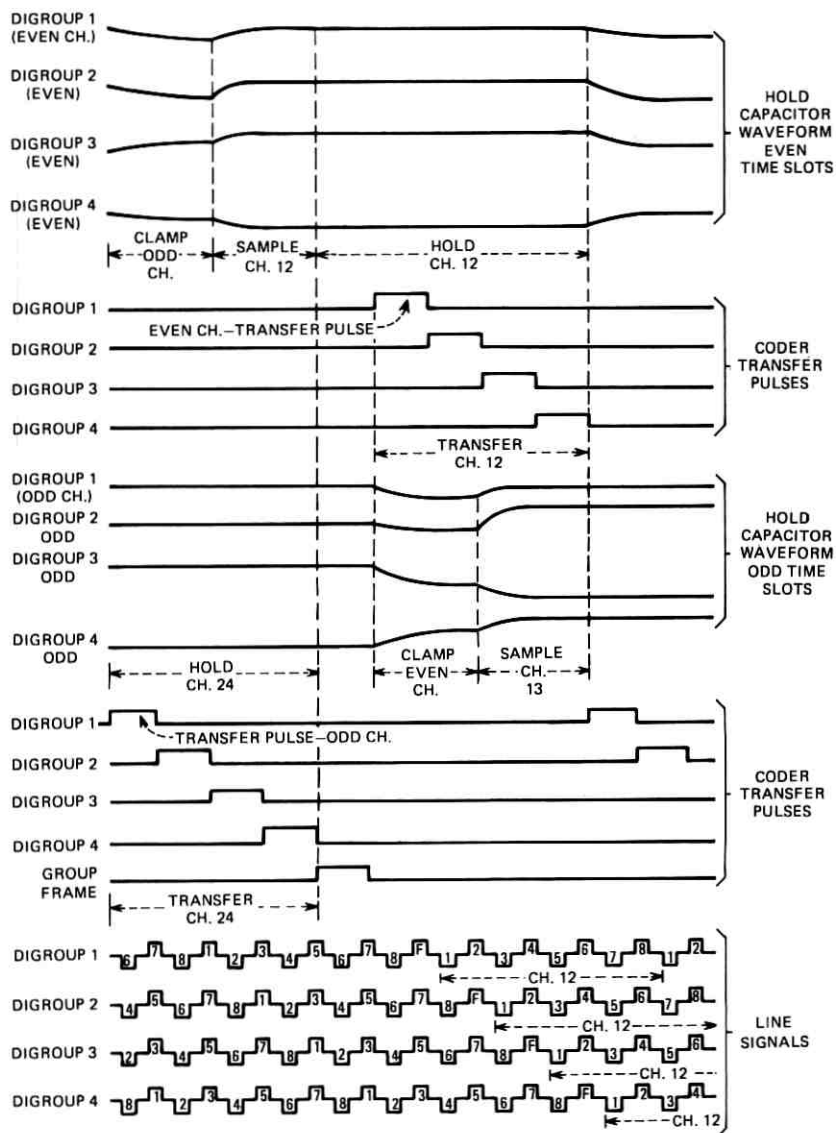 DIGROUP 1
(EVEN CH.)
DIGROUP 2
(EVEN)
DIGROUP 3
(EVEN)
DIGROUP 4
(EVEN)
HOLD
CAPACITOR
WAVEFORM
EVEN
TIME SLOTS
CLAMP
ODD
CH.
SAMPLE
CH. 12
HOLD
CH. 12
DIGROUP 1
EVEN CH.–TRANSFER PULSE
DIGROUP 2
DIGROUP 3
DIGROUP 4
CODER
TRANSFER
PULSES
TRANSFER
CH. 12
DIGROUP 1
(ODD CH.)
DIGROUP 2
ODD
DIGROUP 3
ODD
DIGROUP 4
ODD
HOLD
CAPACITOR
WAVEFORM
ODD TIME
SLOTS
HOLD
CH. 24
CLAMP
EVEN
CH.
SAMPLE
CH.
13
DIGROUP 1
TRANSFER PULSE–ODD CH.
DIGROUP 2
DIGROUP 3
DIGROUP 4
GROUP
FRAME
CODER
TRANSFER
PULSES
TRANSFER
CH. 24
DIGROUP 1 6 7 8 1 2 3 4 5 6 7 8 F 1 2 3 4 5 6 7 8 1 2
CH. 12
DIGROUP 2 4 5 6 7 8 1 2 3 4 5 6 7 8 F 1 2 3 4 5 6 7 8
CH. 12
DIGROUP 3 2 3 4 5 6 7 8 1 2 3 4 5 6 7 8 F 1 2 3 4 5 6
CH. 12
DIGROUP 4 8 1 2 3 4 5 6 7 8 1 2 3 4 5 6 7 8 F 1 2 3 4
CH. 12
LINE
SIGNALS